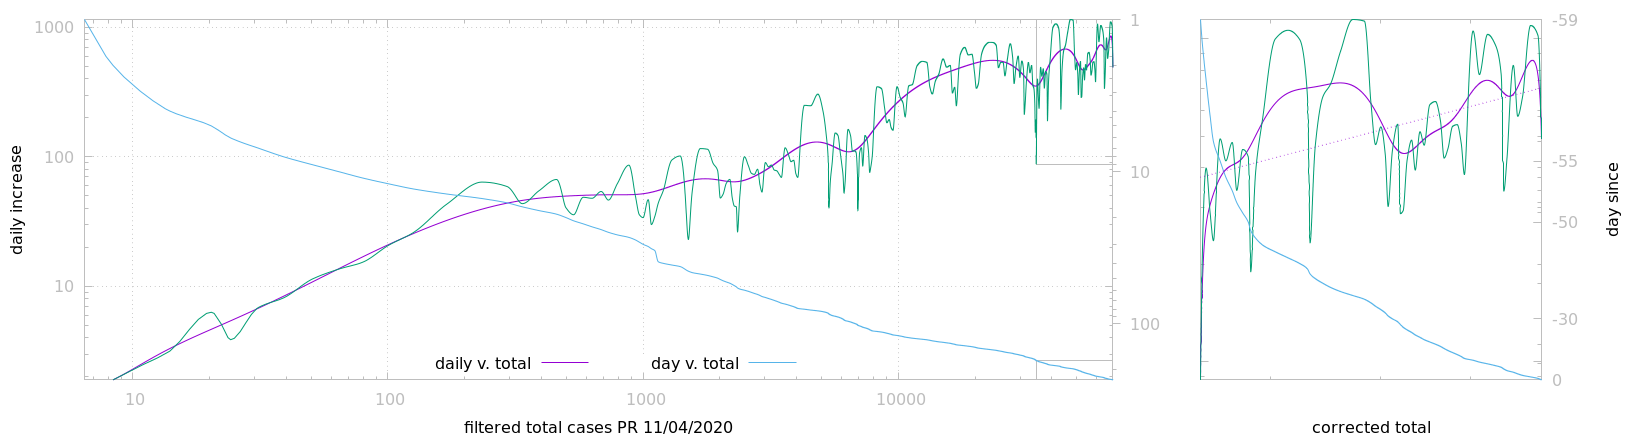 1000
100
10
daily increase
10
100
1000
10000
filtered total cases PR 11/04/2020
daily v. total
day v. total
1
10
100
-59
-55
-50
-30
0
day since
corrected total